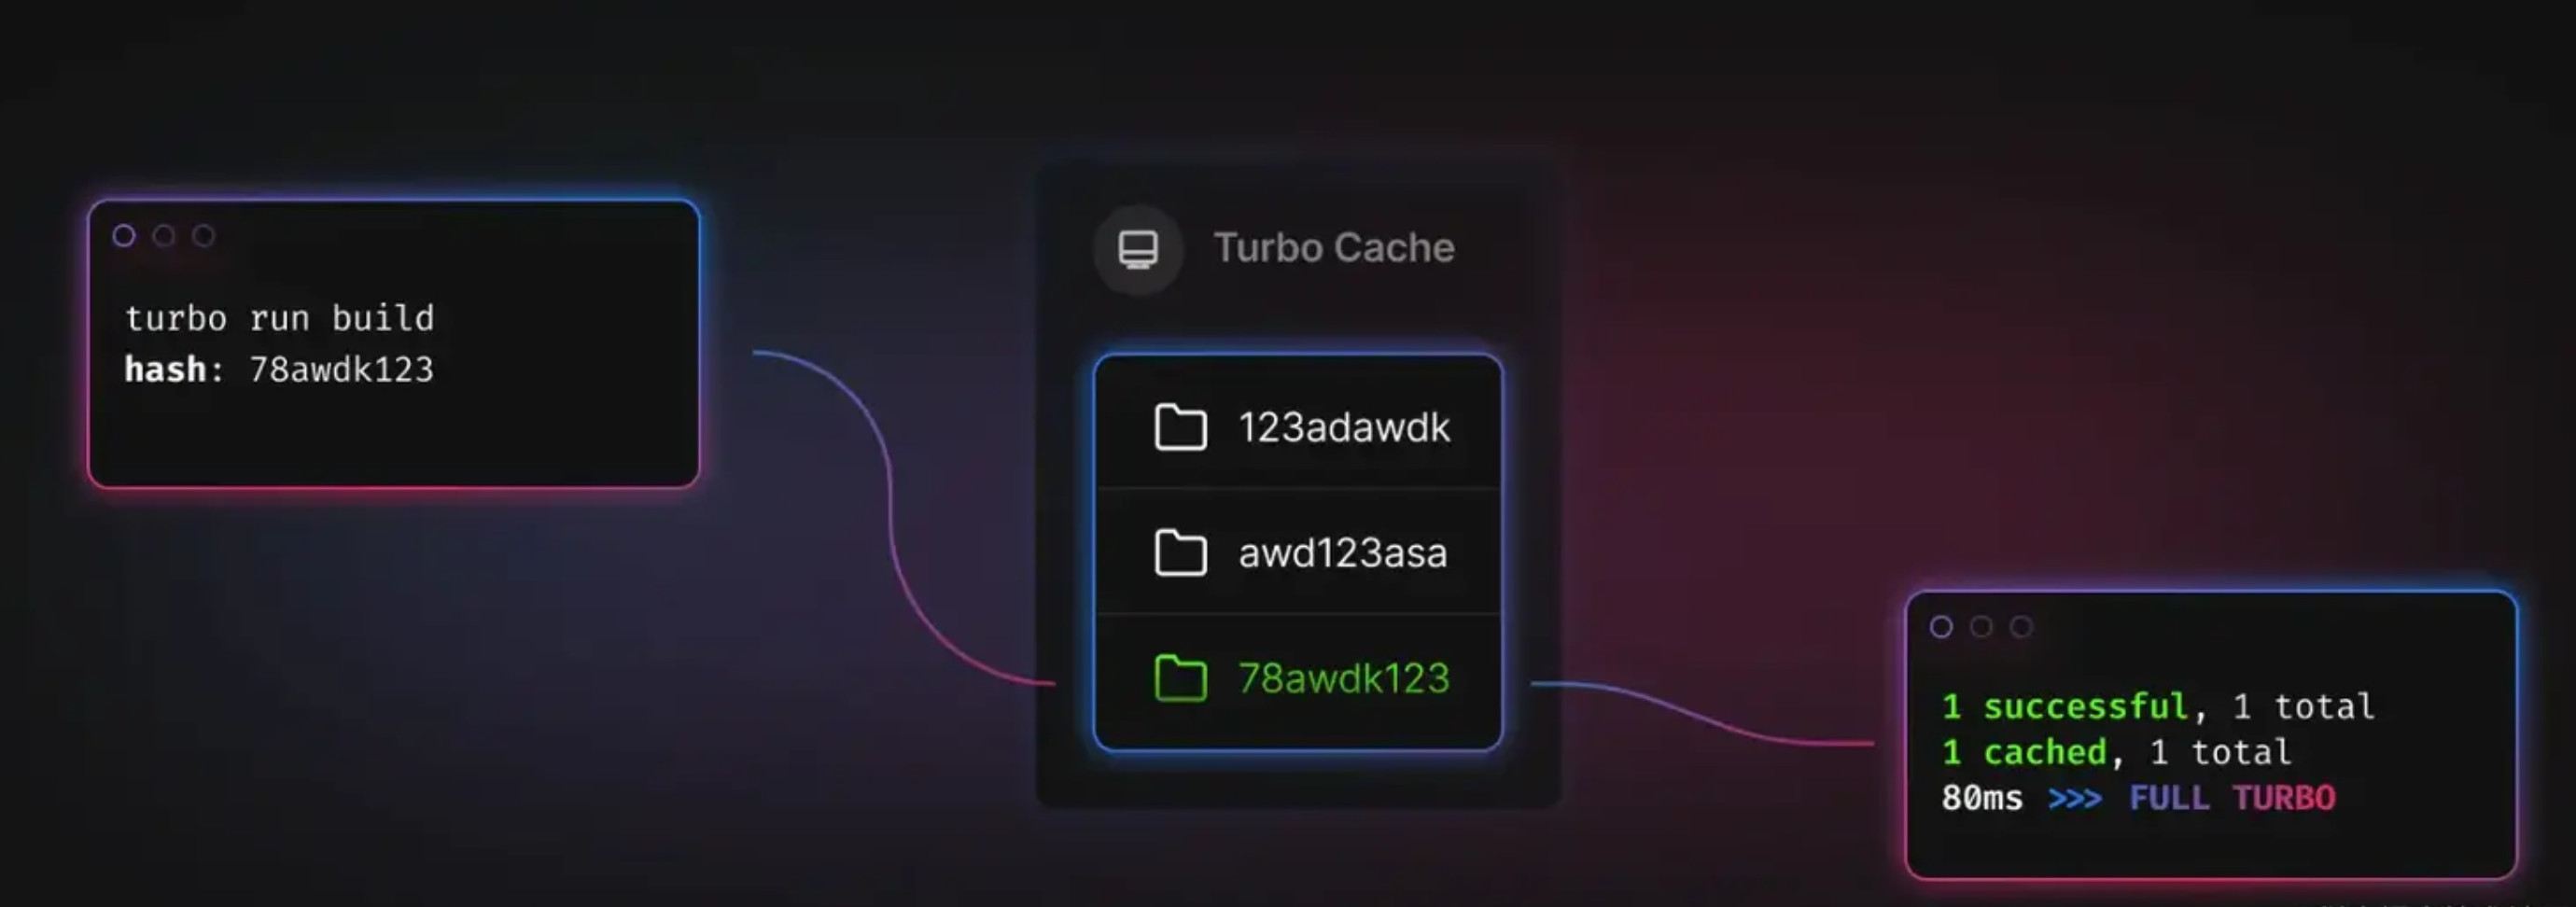 turbo run build
hash: 78awdk123
Turbo Cache
123adawdk
awd123asa
78awdk123
1 successful, 1 total
1 cached, 1 total
80ms >>> FULL TURBO